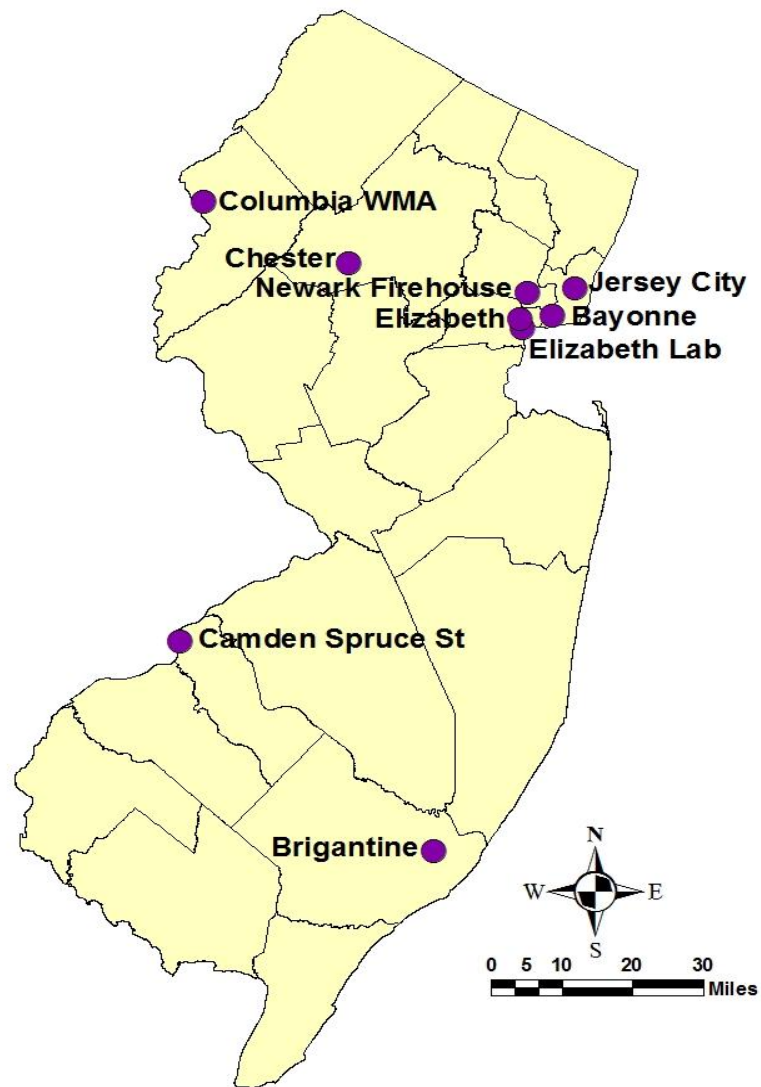 Columbia WMA
Chester
Newark Firehouse
Jersey City
Elizabeth
Bayonne
Elizabeth Lab
Camden Spruce St
Brigantine
N
W E
S
0 5 10 20 30
Miles